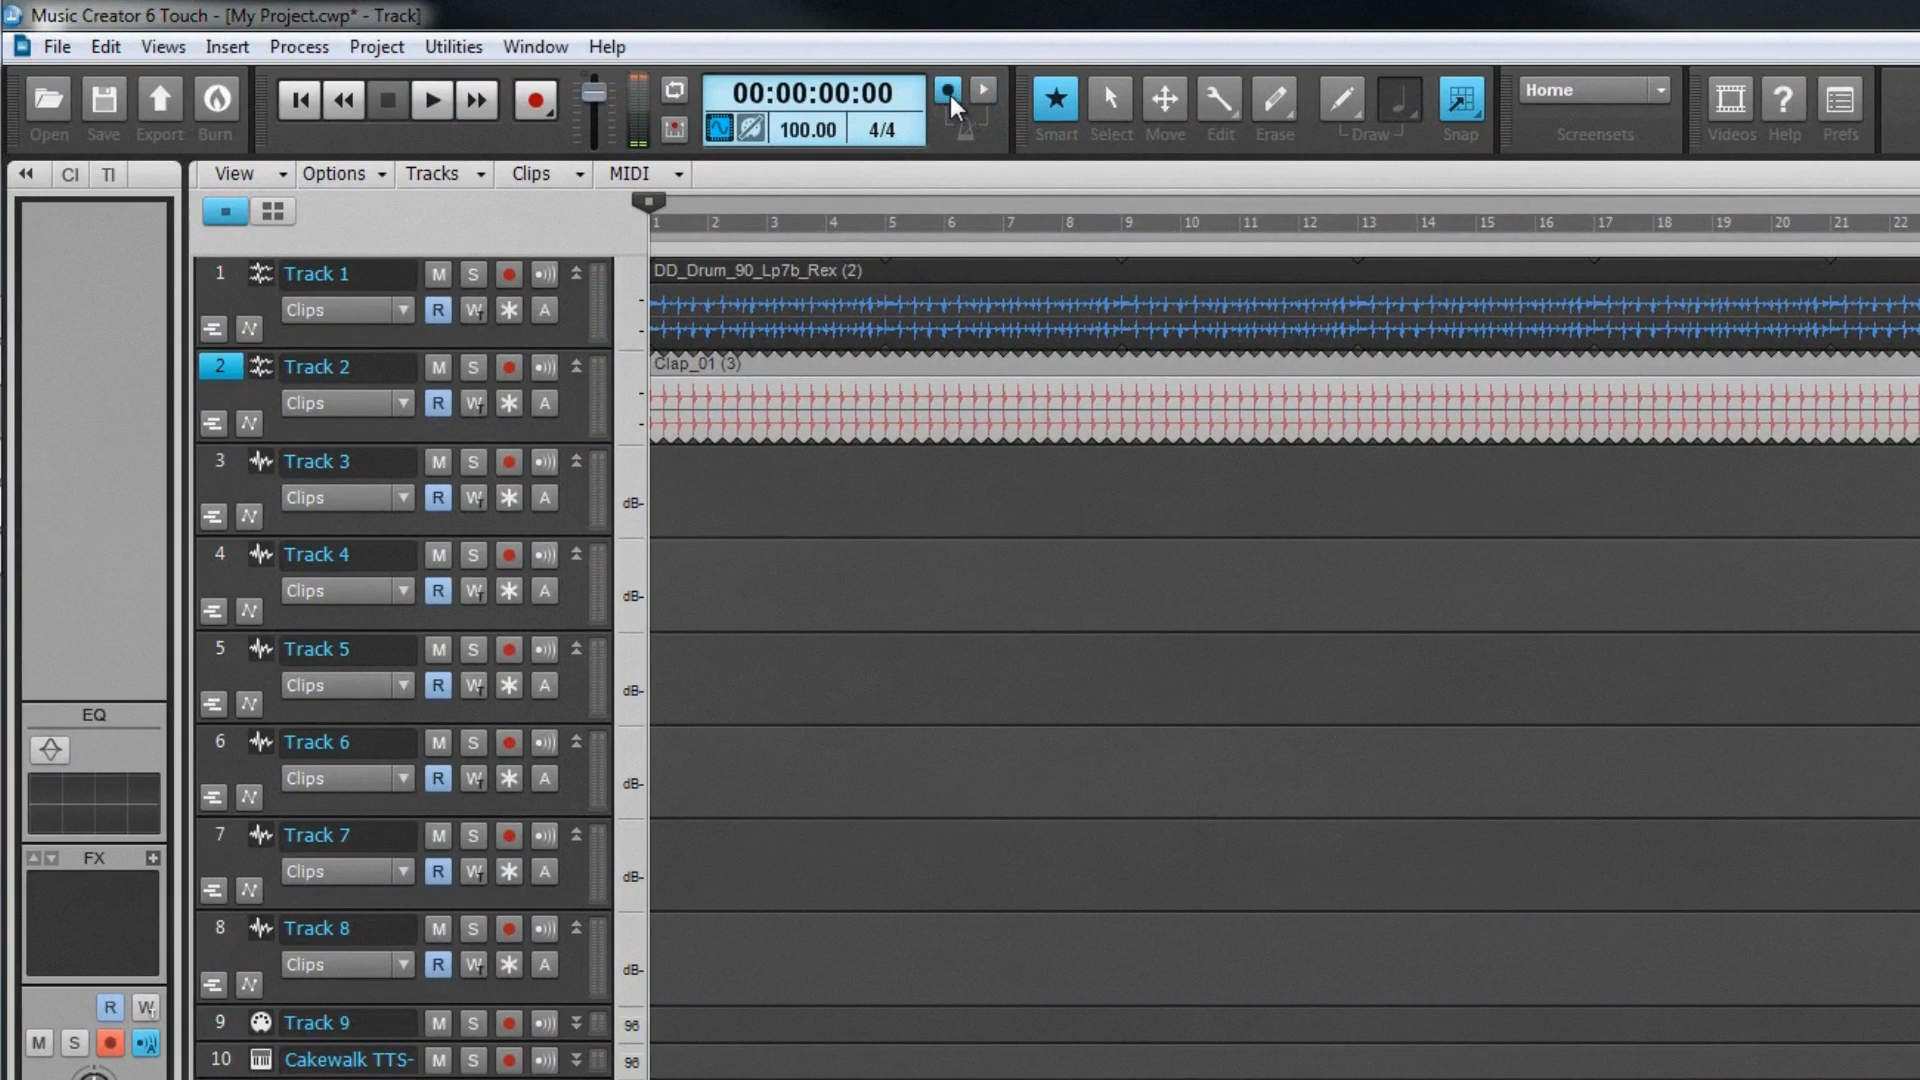 Music Creator 6 Touch - [My Project.cwp* - Track]
File Edit Views Insert Process Project Utilities Window Help
00:00:00:00
Home
100.00 4/4
Open Save Export Burn Smart Select Move Edit Erase Draw Snap Screensets Videos Help Prefs
CI TI View Options Tracks Clips MIDI
1 2 3 4 5 6 7 8 9 10 11 12 13 14 15 16 17 18 19 20 21 22
1 Track 1 M S DD_Drum_90_Lp7b_Rex (2)
Clips R W A
2 Track 2 M S Clap_01 (3)
Clips R W A
3 Track 3 M S
Clips R W A dB-
4 Track 4 M S
Clips R W A dB-
5 Track 5 M S
Clips R W A dB-
EQ
6 Track 6 M S
Clips R W A dB-
7 Track 7 M S
FX
Clips R W A dB-
8 Track 8 M S
Clips R W A dB-
R W
9 Track 9 M S 96
M S A
10 Cakewalk TTS- M S 96